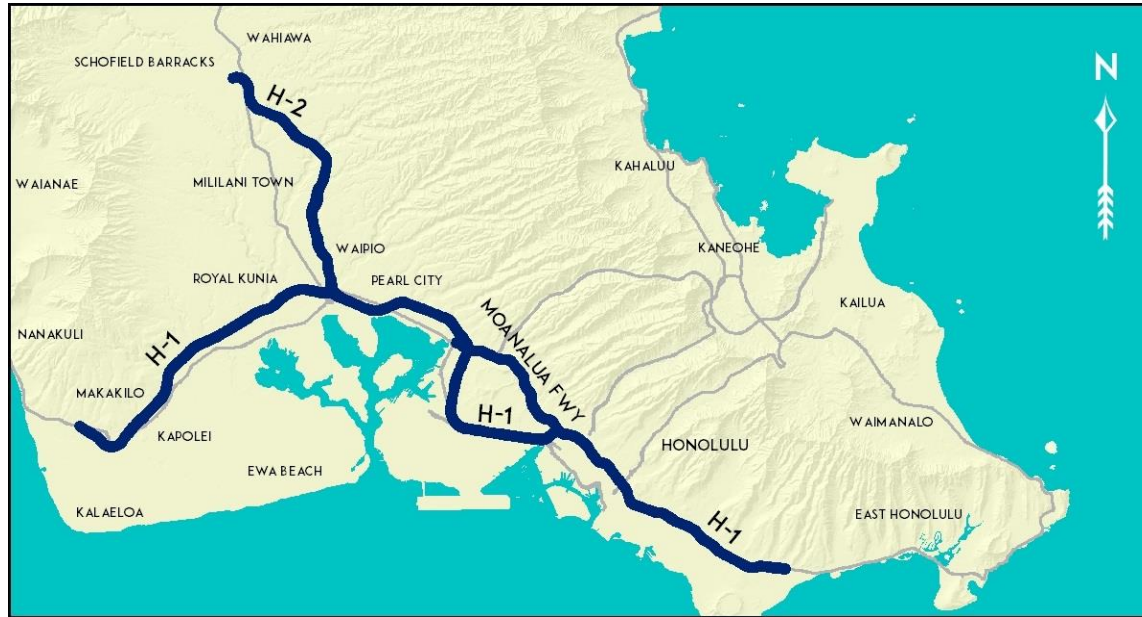 WAHIAWA
SCHOFIELD BARRACKS
N
H-2
KAHALUU
WAIANAE
MILILANI TOWN
WAIPIO
KANEOHE
ROYAL KUNIA
PEARL CITY
KAILUA
NANAKULI
MOANALUA FWY
H-1
MAKAKILO
H-1
WAIMANALO
KAPOLEI
HONOLULU
EWA BEACH
KALAELOA
H-1
EAST HONOLULU